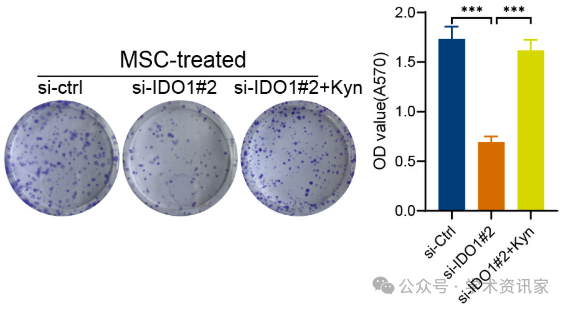 MSC-treated
si-ctrl
si-IDO1#2
si-IDO1#2+Kyn
OD value(A570)
2.0
1.5
1.0
0.5
0.0
***
***
si-Ctrl
si-IDO1#2
si-IDO1#2+Kyn
公众号·学术资讯家